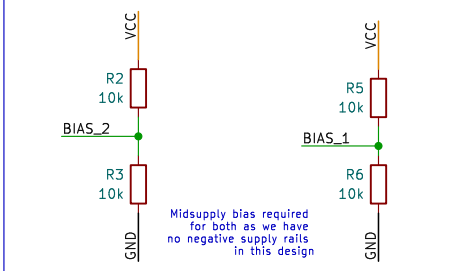 VCC
R2
10k
BIAS_2
R3
10k
GND
VCC
R5
10k
BIAS_1
R6
10k
GND
Midsupply bias required
for both as we have
no negative supply rails
in this design